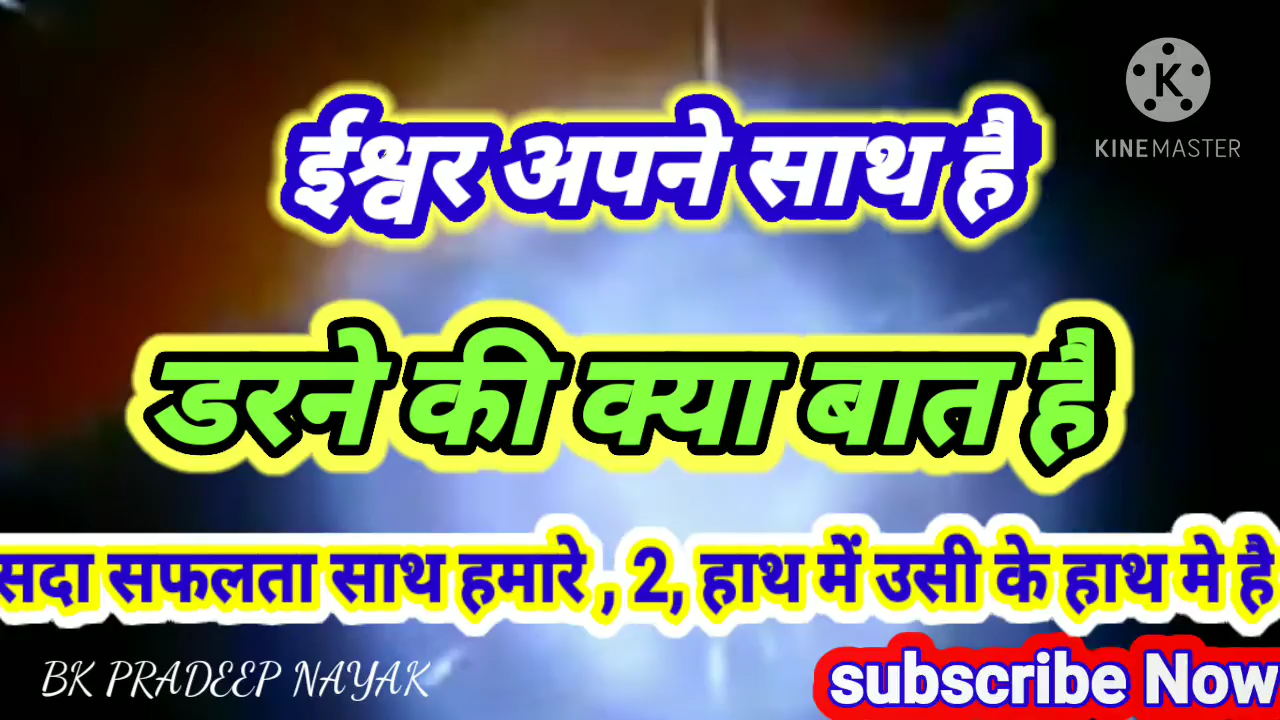 K
KINEMASTER
ईश्वर अपने साथ है
डरने की क्या बात है
सदा सफलता साथ हमारे , 2, हाथ में उसी के हाथ मे है
BK PRADEEP NAYAK
subscribe Now